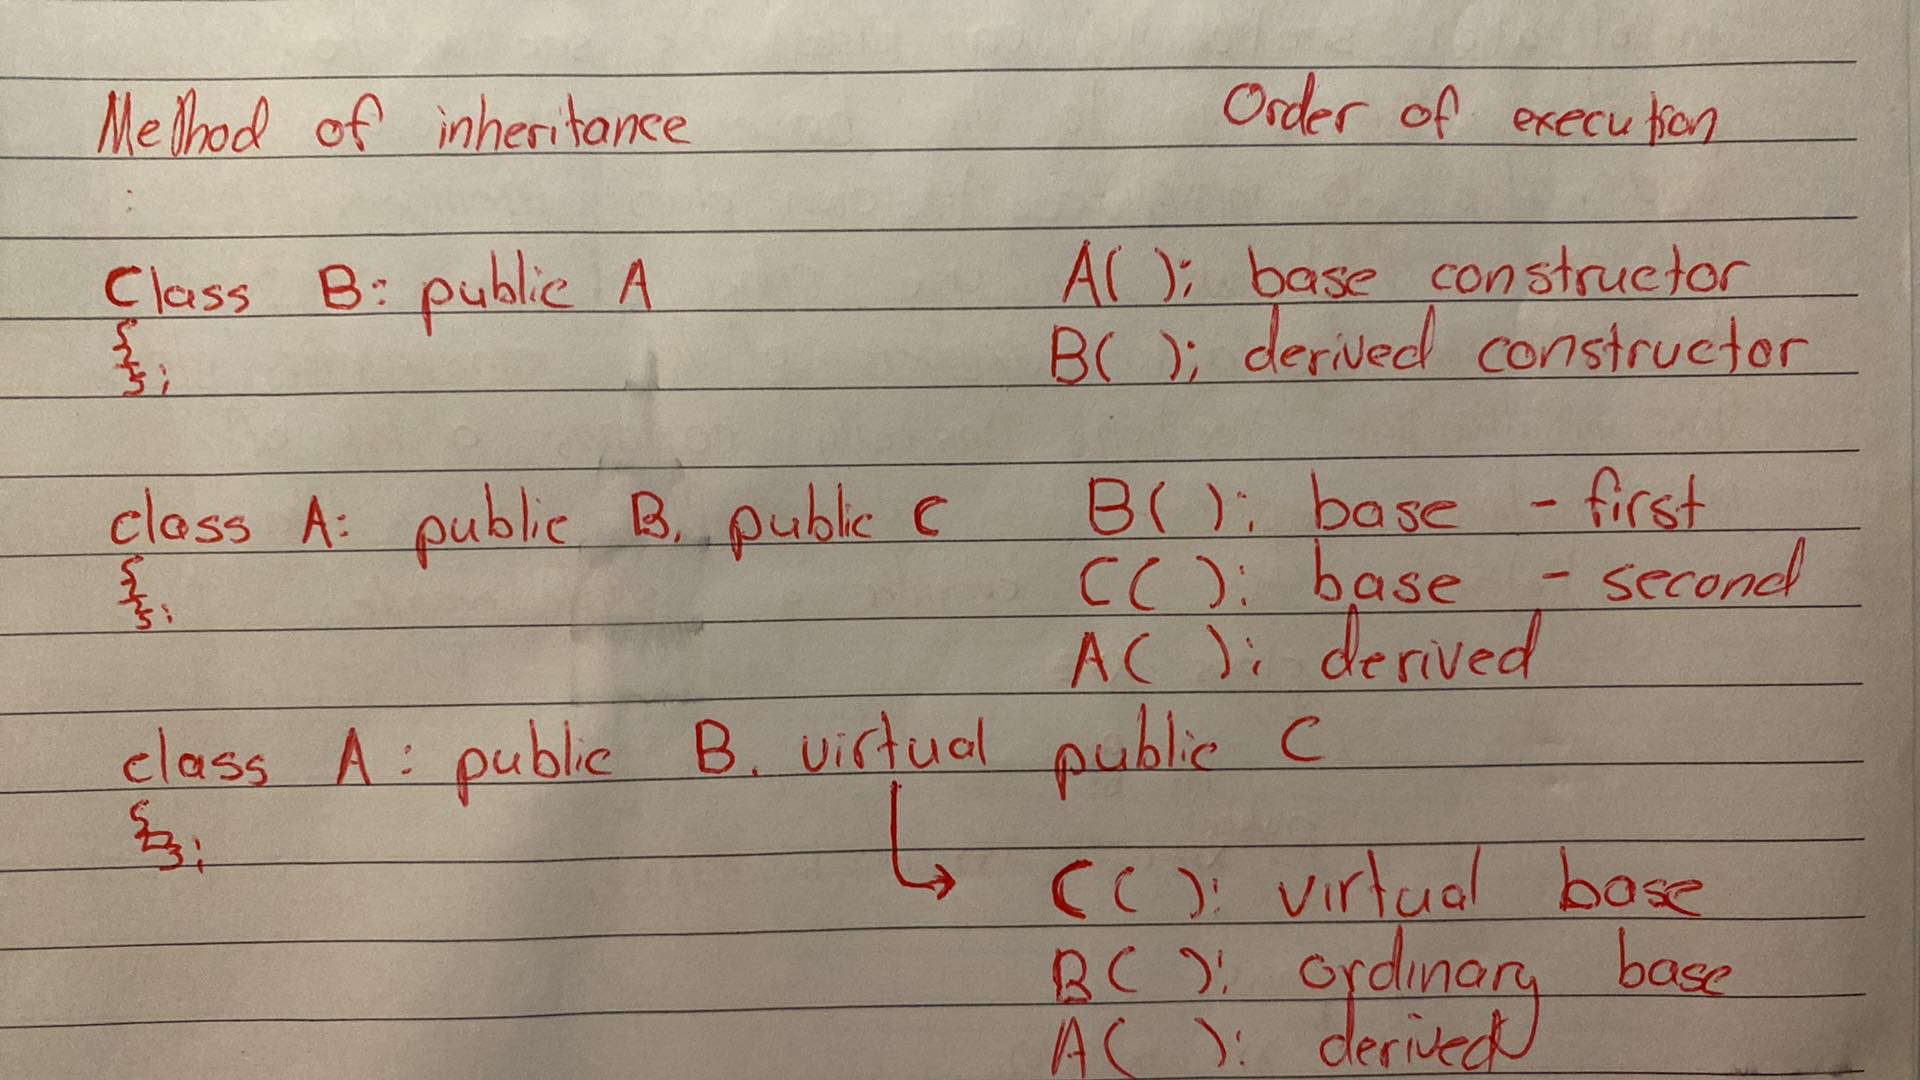 Method of inheritance    Order of execution
:
Class B: public A    A( ); base constructor
{
};    B( ); derived constructor
class A: public B, public C    B( ); base - first
{
};    C( ): base - second
A( ); derived
class A : public B, virtual public C
{
};
C( ): virtual base
B( ): ordinary base
A( ): derived